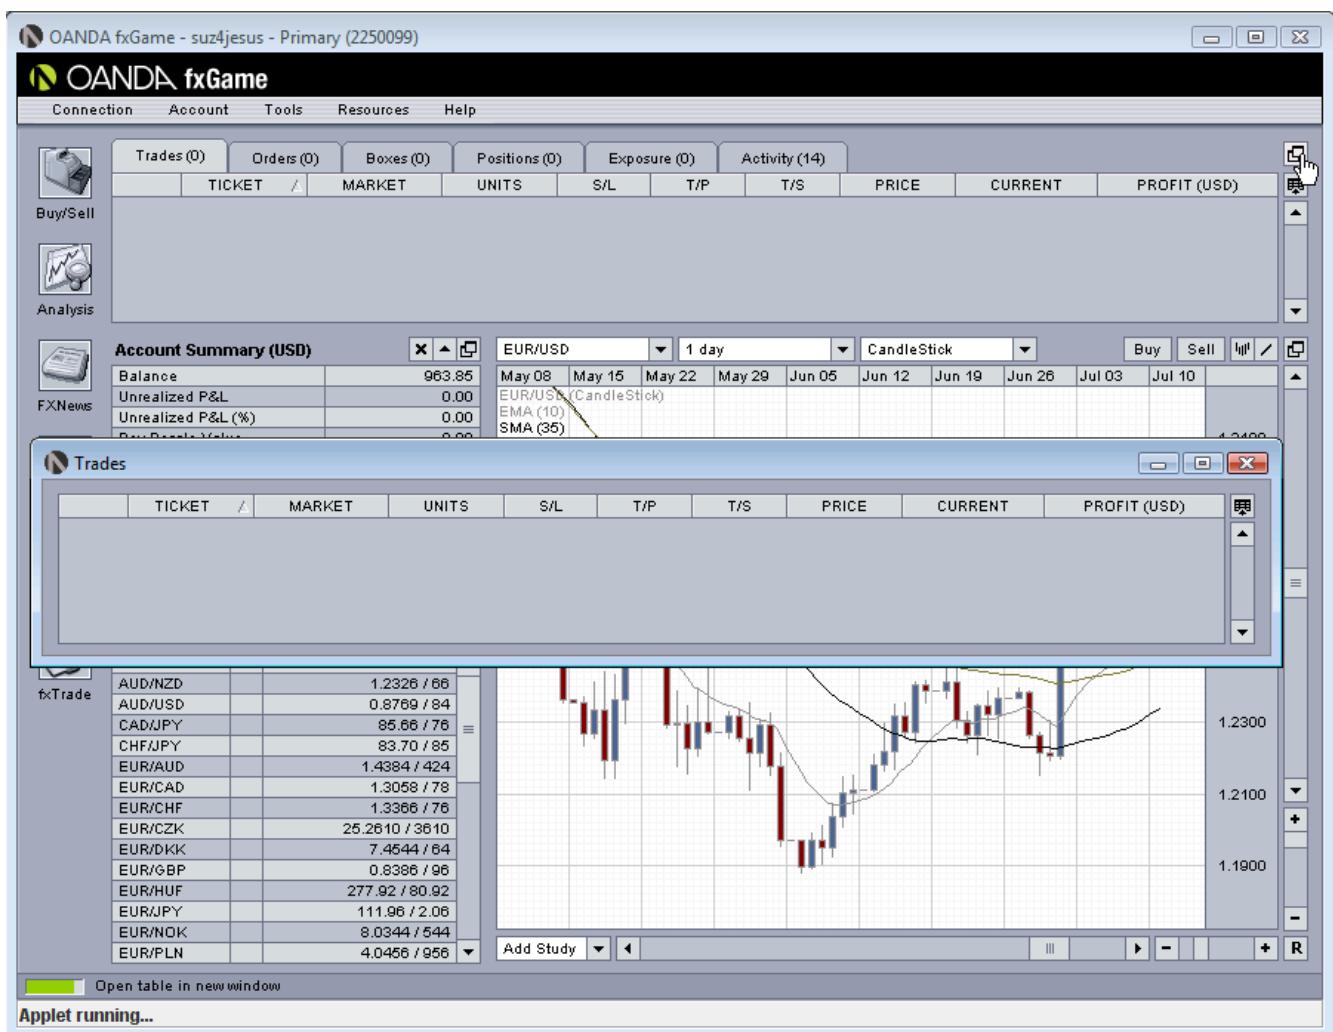 OANDA fxGame - suz4jesus - Primary (2250099)
OANDA fxGame
Connection Account Tools Resources Help
Trades (0) Orders (0) Boxes (0) Positions (0) Exposure (0) Activity (14)
TICKET MARKET UNITS S/L T/P T/S PRICE CURRENT PROFIT (USD)
Buy/Sell
Analysis
FXNews
Account Summary (USD)
Balance 963.85
Unrealized P&L 0.00
Unrealized P&L (%) 0.00
EUR/USD 1 day CandleStick Buy Sell
May 08 May 15 May 22 May 29 Jun 05 Jun 12 Jun 19 Jun 26 Jul 03 Jul 10
EUR/USD (CandleStick)
EMA (10)
SMA (35)
Trades
TICKET MARKET UNITS S/L T/P T/S PRICE CURRENT PROFIT (USD)
fxTrade
AUD/NZD 1.2326 / 66
AUD/USD 0.8769 / 84
CAD/JPY 85.66 / 76
CHF/JPY 83.70 / 85
EUR/AUD 1.4384 / 424
EUR/CAD 1.3058 / 78
EUR/CHF 1.3366 / 76
EUR/CZK 25.2610 / 3610
EUR/DKK 7.4544 / 64
EUR/GBP 0.8386 / 96
EUR/HUF 277.92 / 80.92
EUR/JPY 111.96 / 2.06
EUR/NOK 8.0344 / 544
EUR/PLN 4.0456 / 956
1.2300
1.2100
1.1900
Add Study
R
Open table in new window
Applet running...